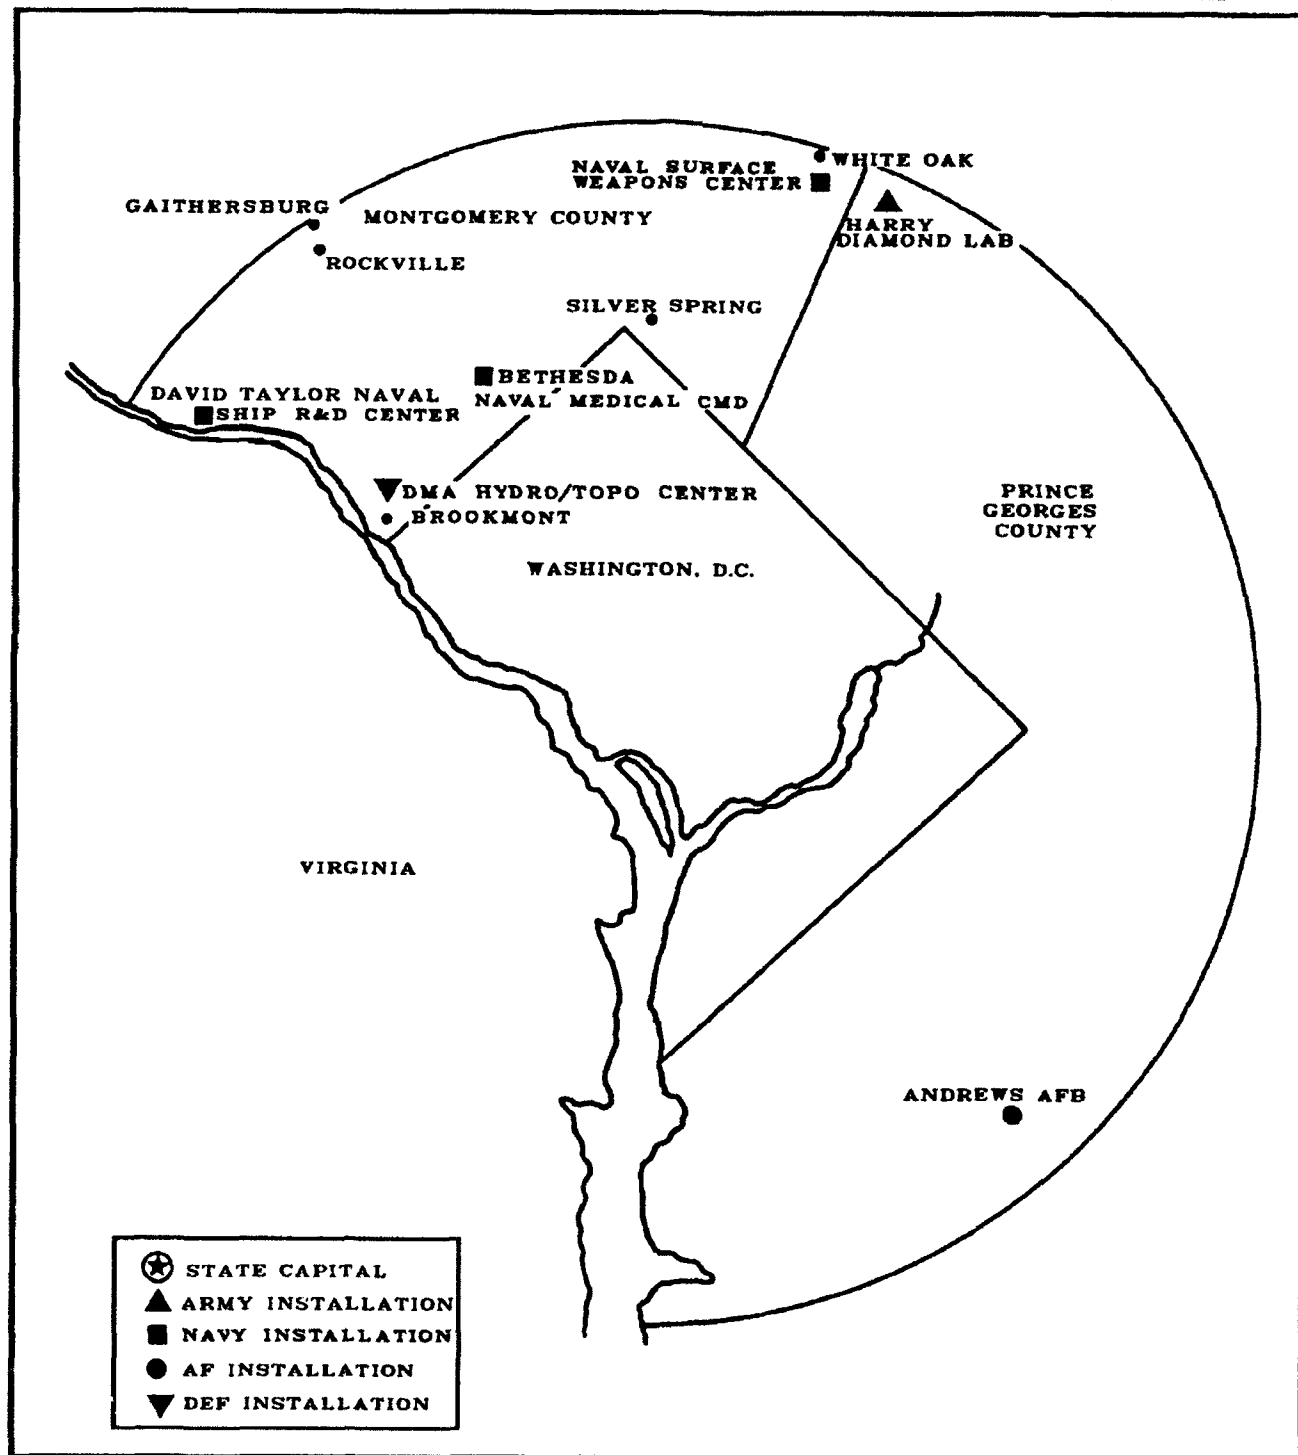 WHITE OAK
NAVAL SURFACE
WEAPONS CENTER
GAITHERSBURG
MONTGOMERY COUNTY
HARRY
DIAMOND LAB
ROCKVILLE
SILVER SPRING
BETHESDA
NAVAL MEDICAL CMD
DAVID TAYLOR NAVAL
SHIP R&D CENTER
DMA HYDRO/TOPO CENTER
BROOKMONT
PRINCE
GEORGES
COUNTY
WASHINGTON, D.C.
VIRGINIA
ANDREWS AFB
STATE CAPITAL
ARMY INSTALLATION
NAVY INSTALLATION
AF INSTALLATION
DEF INSTALLATION